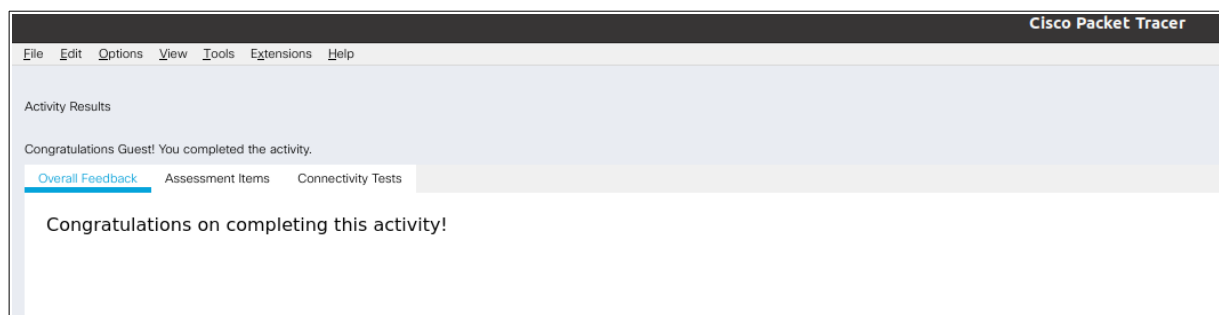 Cisco Packet Tracer
File Edit Options View Tools Extensions Help
Activity Results
Congratulations Guest! You completed the activity.
Overall Feedback Assessment Items Connectivity Tests
Congratulations on completing this activity!